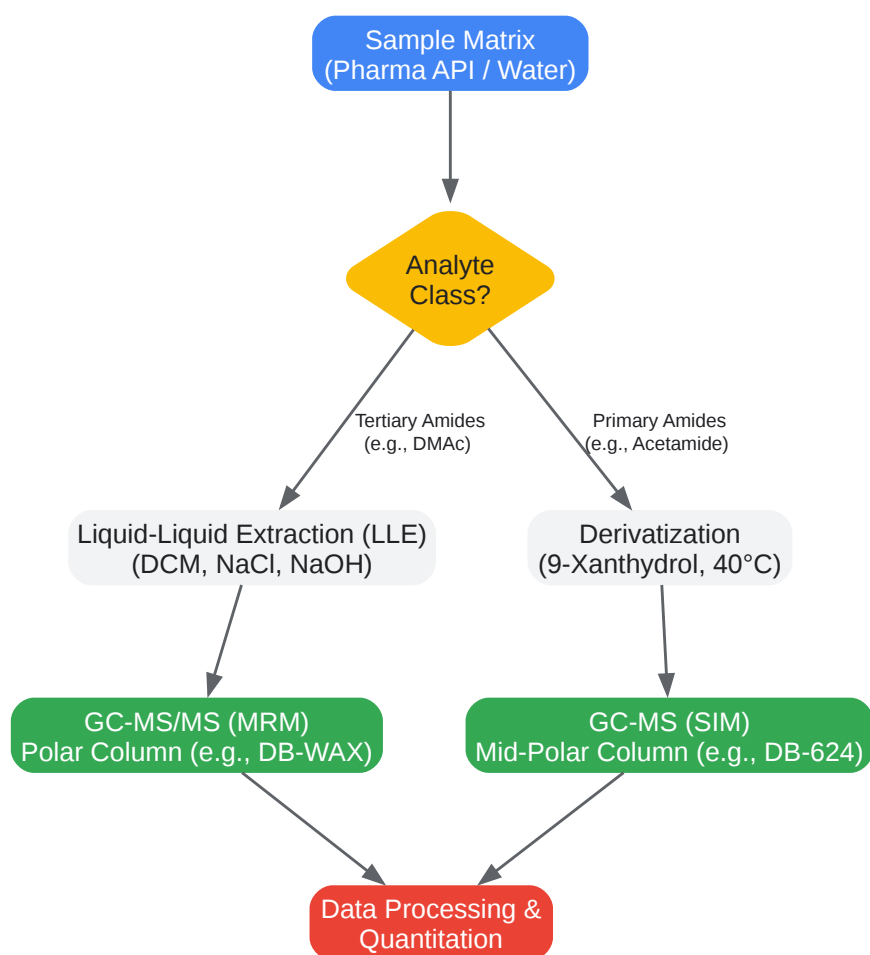 Sample Matrix
(Pharma API / Water)
Analyte
Class?
Tertiary Amides
(e.g., DMAc)
Primary Amides
(e.g., Acetamide)
Liquid-Liquid Extraction (LLE)
(DCM, NaCl, NaOH)
Derivatization
(9-Xanthydrol, 40°C)
GC-MS/MS (MRM)
Polar Column (e.g., DB-WAX)
GC-MS (SIM)
Mid-Polar Column (e.g., DB-624)
Data Processing &
Quantitation